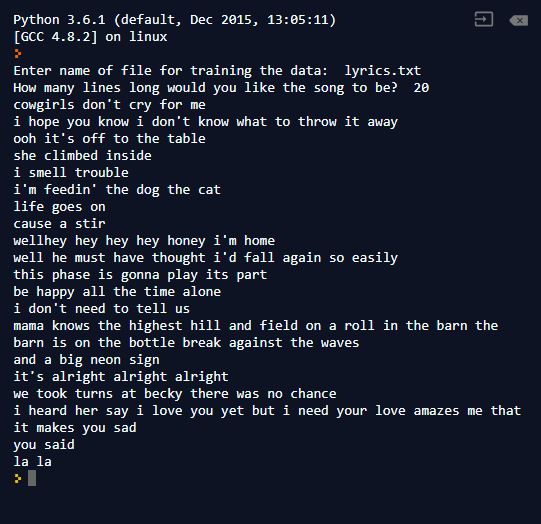 Python 3.6.1 (default, Dec 2015, 13:05:11)
[GCC 4.8.2] on linux
Enter name of file for training the data:  lyrics.txt
How many lines long would you like the song to be?  20
cowgirls don't cry for me
i hope you know i don't know what to throw it away
ooh it's off to the table
she climbed inside
i smell trouble
i'm feedin' the dog the cat
life goes on
cause a stir
wellhey hey hey hey honey i'm home
well he must have thought i'd fall again so easily
this phase is gonna play its part
be happy all the time alone
i don't need to tell us
mama knows the highest hill and field on a roll in the barn the
barn is on the bottle break against the waves
and a big neon sign
it's alright alright alright
we took turns at becky there was no chance
i heard her say i love you yet but i need your love amazes me that
it makes you sad
you said
la la